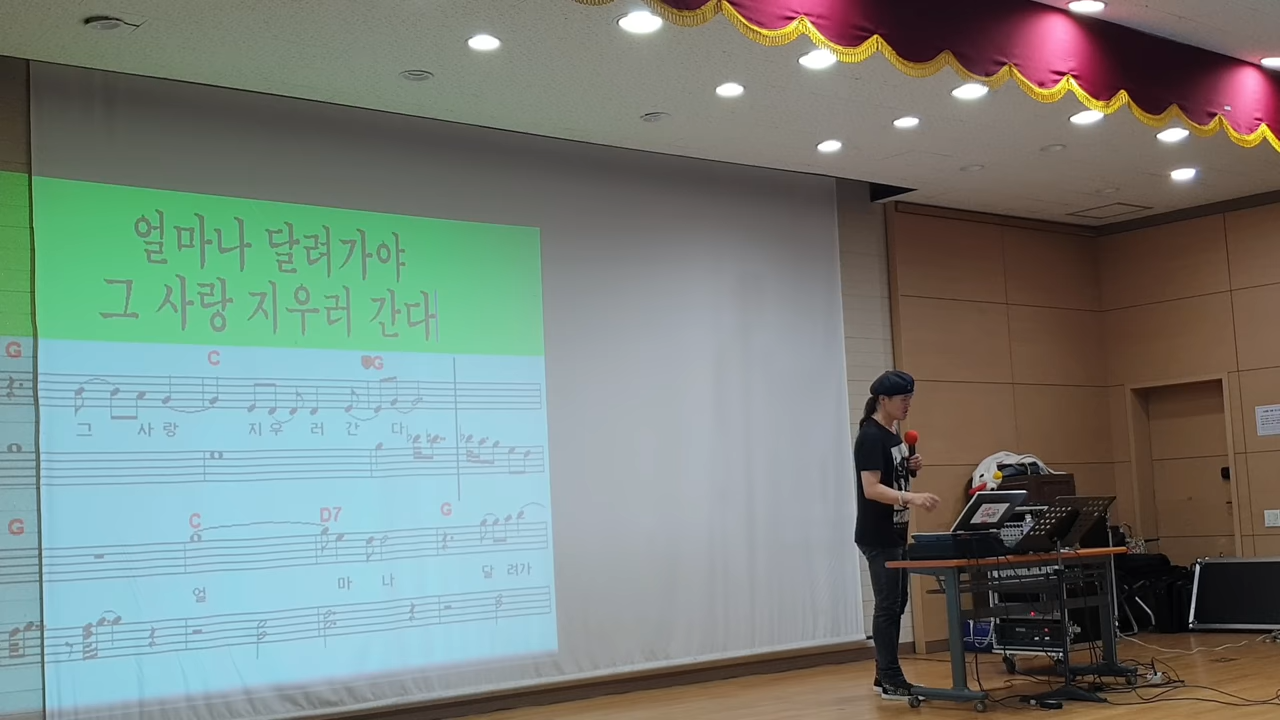 얼마나 달려가야
그 사랑 지우러 간다
G C G
그 사 랑 지 우 러 간 다
G C D7 G
얼 마 나 달 려가